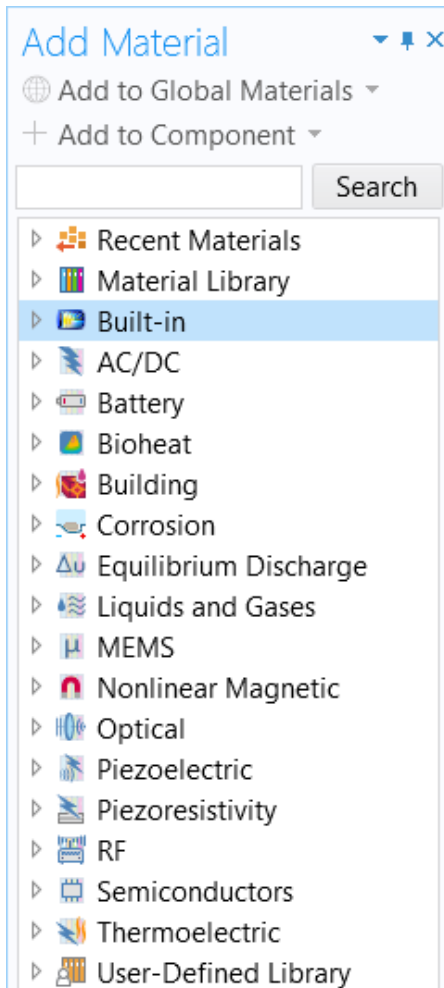 Add Material
Add to Global Materials
Add to Component
Search
Recent Materials
Material Library
Built-in
AC/DC
Battery
Bioheat
Building
Corrosion
Δυ Equilibrium Discharge
Liquids and Gases
μ MEMS
Nonlinear Magnetic
Optical
Piezoelectric
Piezoresistivity
RF
Semiconductors
Thermoelectric
User-Defined Library